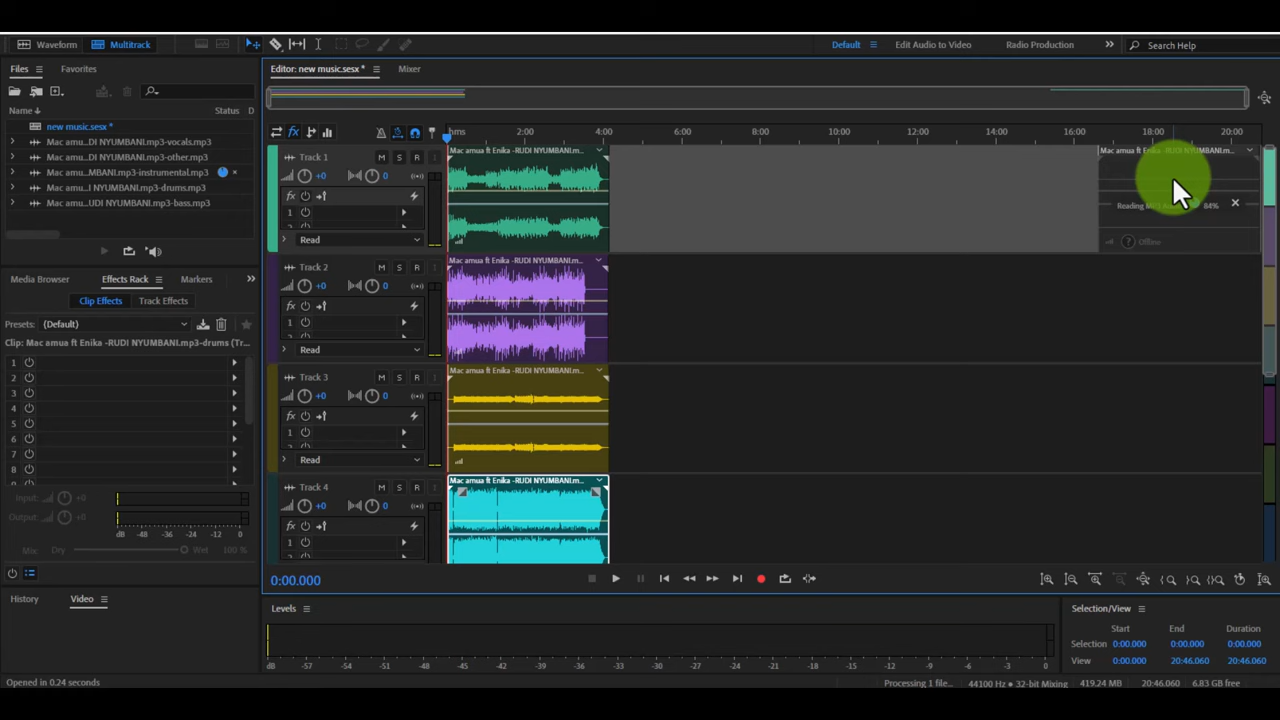 Waveform Multitrack Default Edit Audio to Video Radio Production Search Help
Files Favorites
Editor: new music.sesx * Mixer
Name Status D
new music.sesx *
Mac amu...DI NYUMBANI.mp3-vocals.mp3
Mac amu...DI NYUMBANI.mp3-other.mp3
Mac amu...MBANI.mp3-instrumental.mp3
Mac amu...I NYUMBANI.mp3-drums.mp3
Mac amu...UDI NYUMBANI.mp3-bass.mp3
hms 2:00 4:00 6:00 8:00 10:00 12:00 14:00 16:00 18:00 20:00
Track 1 M S R I
Mac amua ft Enika -RUDI NYUMBANI.m...
Mac amua ft Enika -RUDI NYUMBANI.m...
+0 0
fx
1
Read
84%
Offline
Track 2 M S R I
Mac amua ft Enika -RUDI NYUMBANI.m...
+0 0
fx
1
Read
Track 3 M S R I
Mac amua ft Enika -RUDI NYUMBANI.m...
+0 0
fx
1
Read
Track 4 M S R I
Mac amua ft Enika -RUDI NYUMBANI.m...
+0 0
fx
1
Media Browser Effects Rack Markers
Clip Effects Track Effects
Presets: (Default)
Clip: Mac amua ft Enika -RUDI NYUMBANI.mp3-drums (Tr...
1
2
3
4
5
6
7
8
9
Input: +0
Output: +0
dB -48 -36 -24 -12 0
Mix: Dry Wet 100 %
0:00.000
History Video
Levels
dB -57 -54 -51 -48 -45 -42 -39 -36 -33 -30 -27 -24 -21 -18 -15 -12 -9 -6 -3 0
Selection/View
Start End Duration
Selection 0:00.000 0:00.000 0:00.000
View 0:00.000 20:46.060 20:46.060
Opened in 0.24 seconds
Processing 1 file... 44100 Hz ● 32-bit Mixing 419.24 MB 20:46.060 6.83 GB free